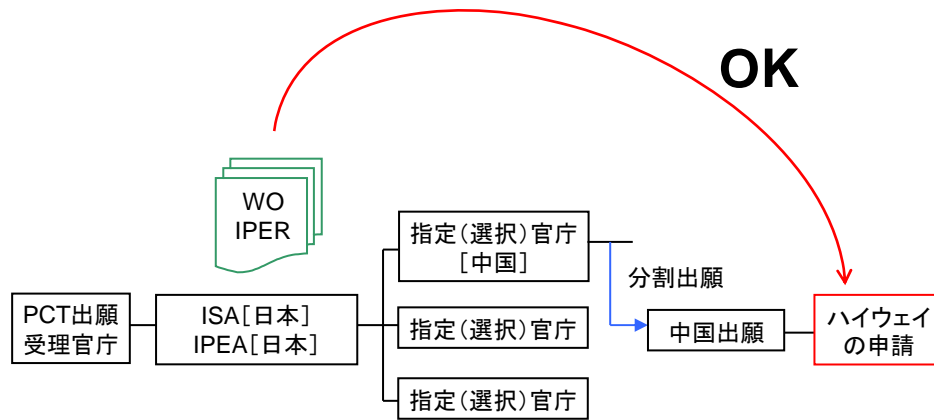 OK
WO
IPER
指定(選択)官庁
[中国]
分割出願
PCT出願
受理官庁
ISA[日本]
IPEA[日本]
指定(選択)官庁
中国出願
ハイウェイ
の申請
指定(選択)官庁